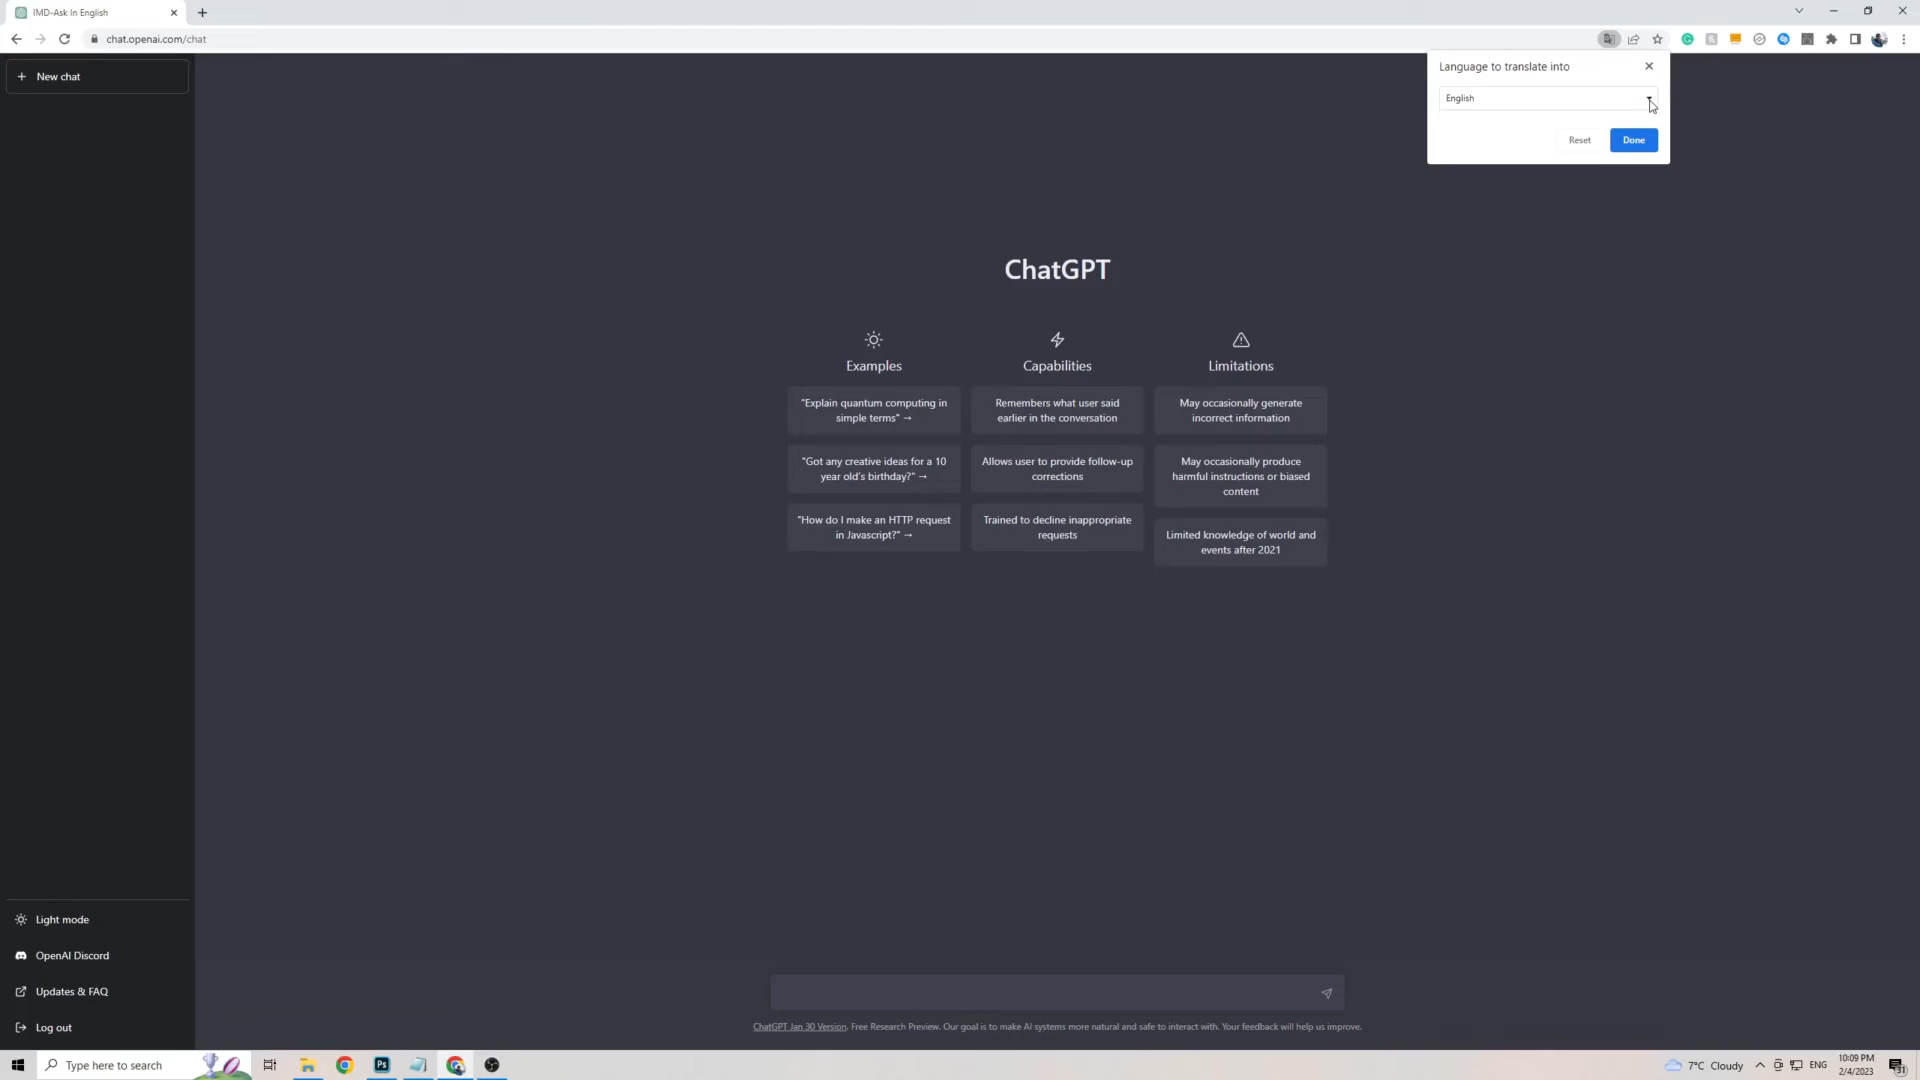 IMD-Ask In English
chat.openai.com/chat
Language to translate into
English
Reset
Done
New chat
ChatGPT
Examples
"Explain quantum computing in
simple terms" →
"Got any creative ideas for a 10
year old's birthday?" →
"How do I make an HTTP request
in Javascript?" →
Capabilities
Remembers what user said
earlier in the conversation
Allows user to provide follow-up
corrections
Trained to decline inappropriate
requests
Limitations
May occasionally generate
incorrect information
May occasionally produce
harmful instructions or biased
content
Limited knowledge of world and
events after 2021
Light mode
OpenAI Discord
Updates & FAQ
Log out
ChatGPT Jan 30 Version. Free Research Preview. Our goal is to make AI systems more natural and safe to interact with. Your feedback will help us improve.
Type here to search
Ps
7°C Cloudy
ENG
10:09 PM
2/4/2023
31